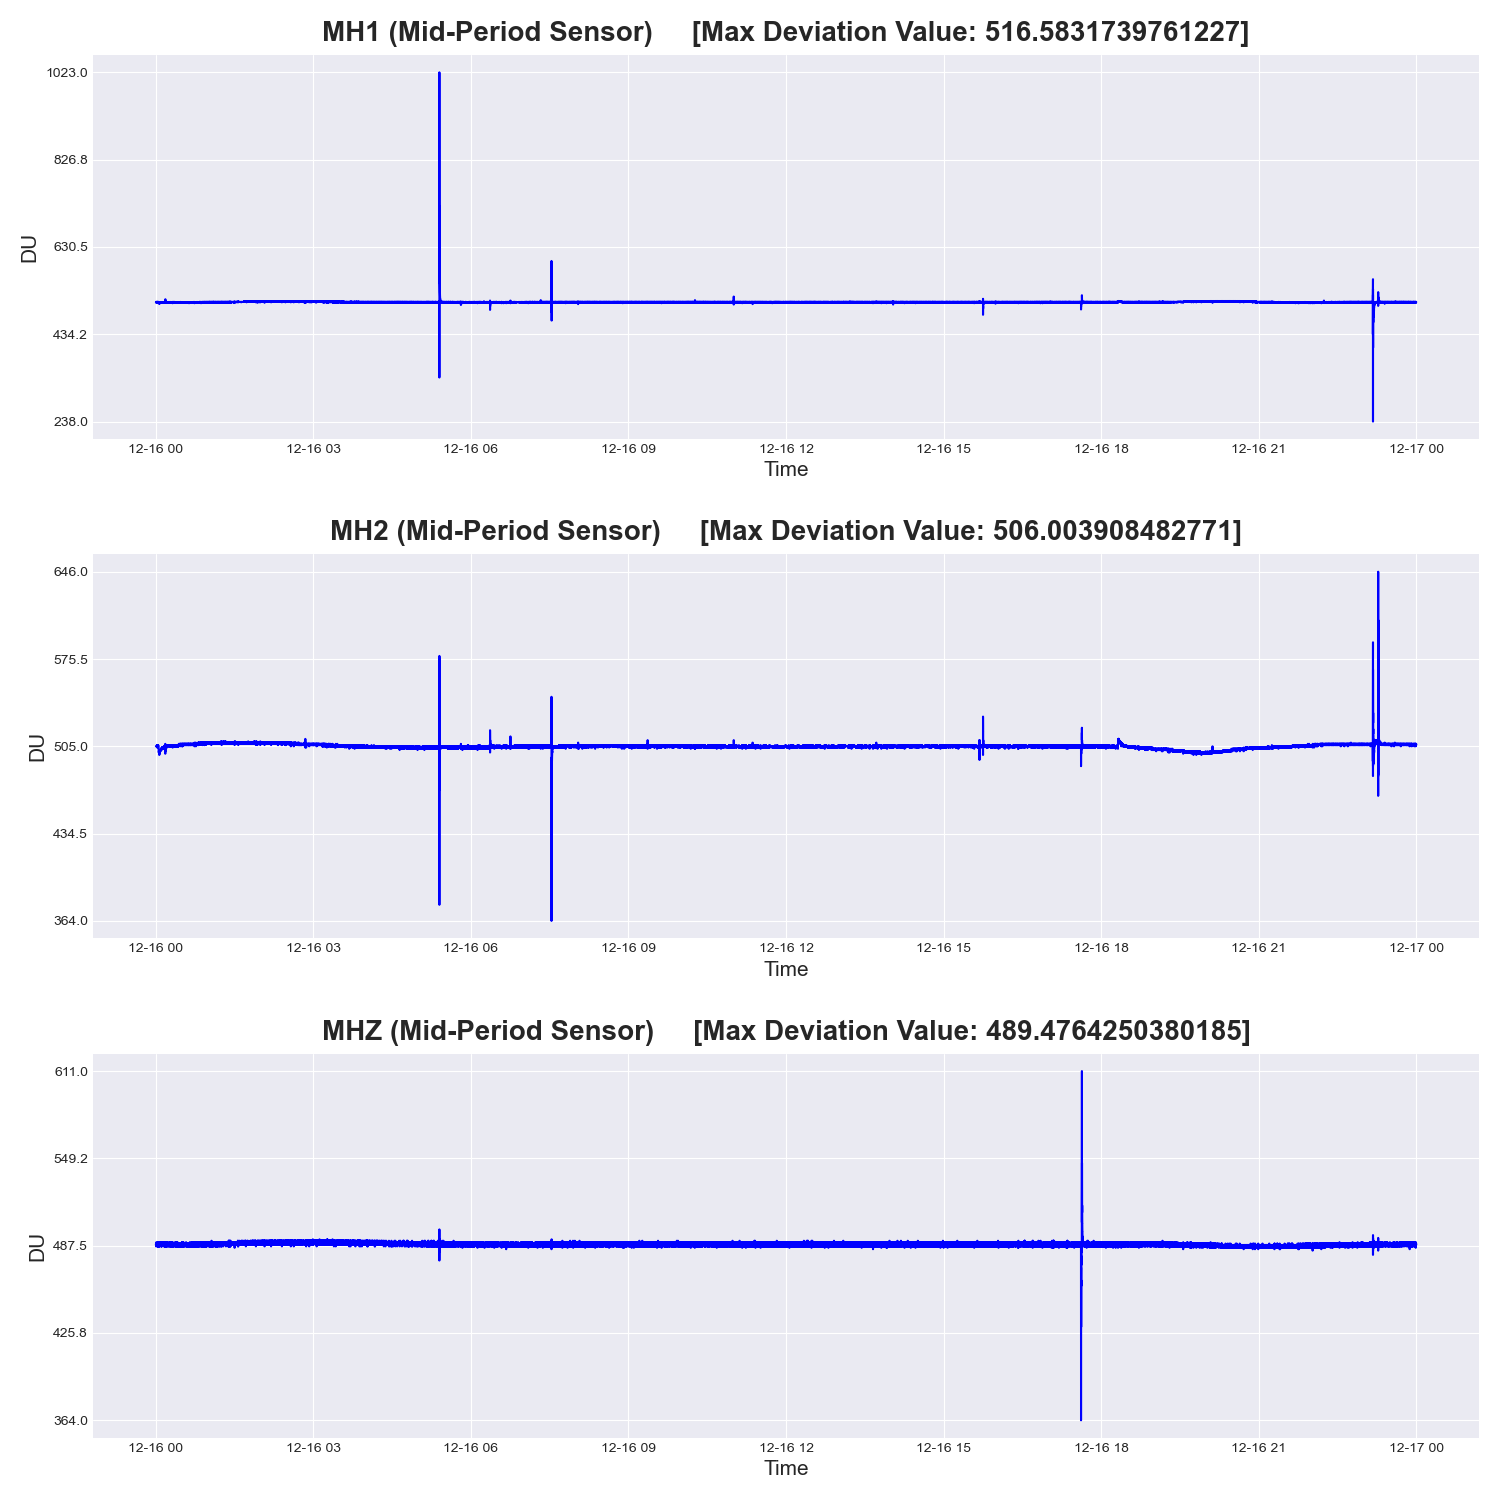 MH1 (Mid-Period Sensor) [Max Deviation Value: 516.5831739761227]
1023.0
826.8
630.5
434.2
238.0
DU
12-16 00 12-16 03 12-16 06 12-16 09 12-16 12 12-16 15 12-16 18 12-16 21 12-17 00
Time
MH2 (Mid-Period Sensor) [Max Deviation Value: 506.003908482771]
646.0
575.5
505.0
434.5
364.0
DU
12-16 00 12-16 03 12-16 06 12-16 09 12-16 12 12-16 15 12-16 18 12-16 21 12-17 00
Time
MHZ (Mid-Period Sensor) [Max Deviation Value: 489.4764250380185]
611.0
549.2
487.5
425.8
364.0
DU
12-16 00 12-16 03 12-16 06 12-16 09 12-16 12 12-16 15 12-16 18 12-16 21 12-17 00
Time